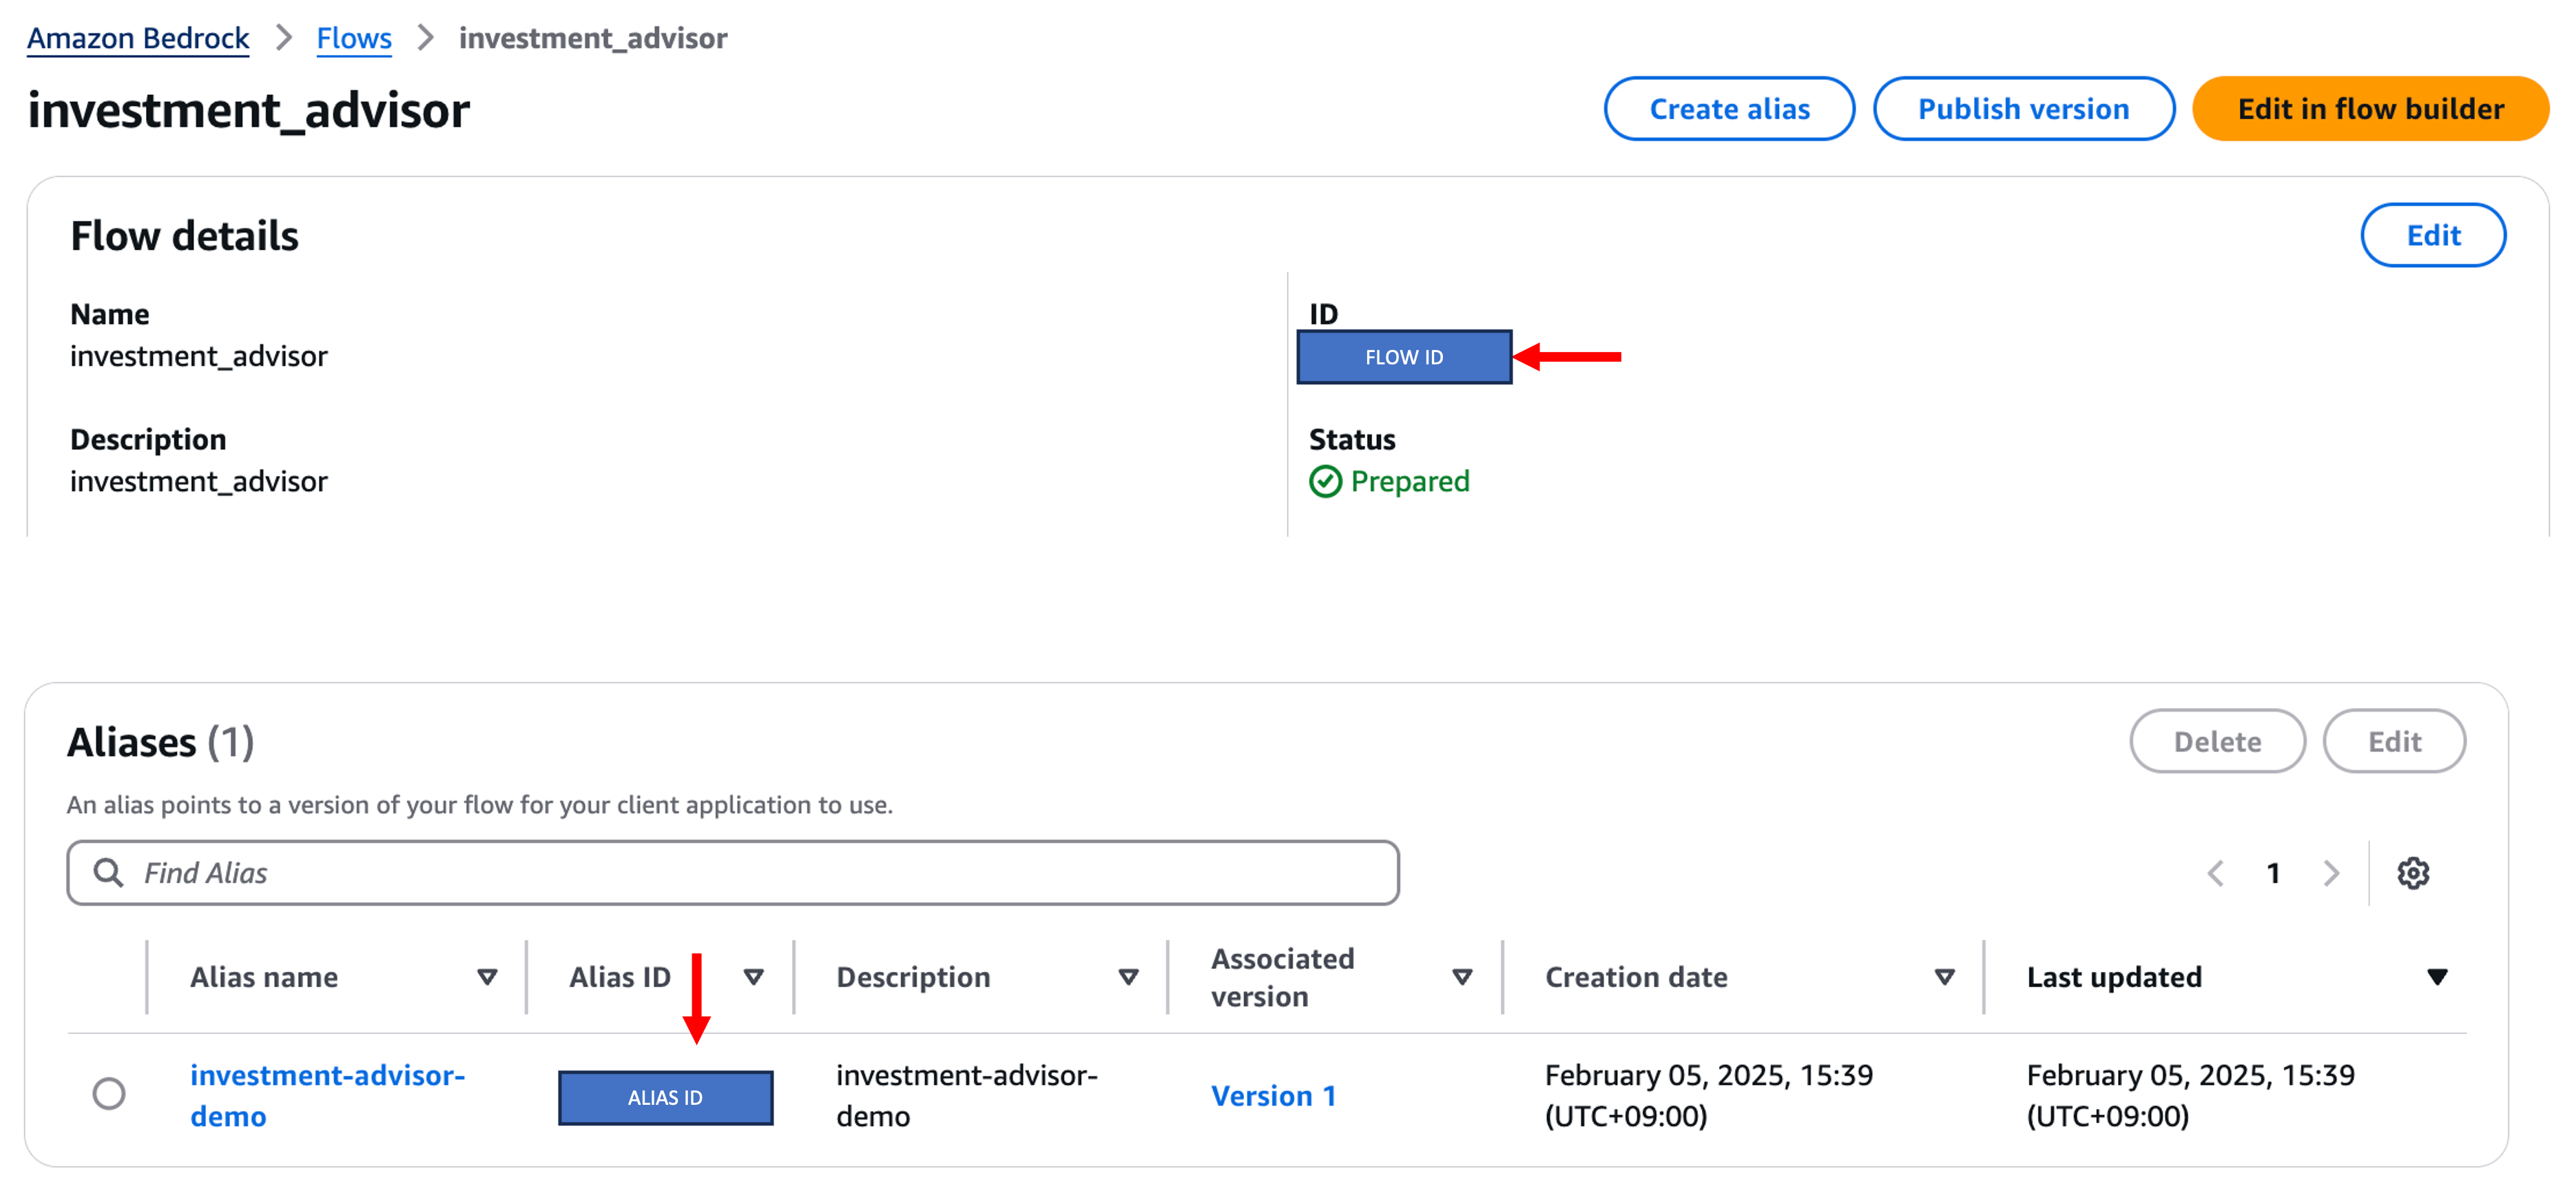 Amazon Bedrock > Flows > investment_advisor
investment_advisor
Create alias
Publish version
Edit in flow builder
Flow details
Edit
Name
investment_advisor
ID
FLOW ID
Description
investment_advisor
Status
Prepared
Aliases (1)
Delete
Edit
An alias points to a version of your flow for your client application to use.
Find Alias
1
Alias name
Alias ID
Description
Associated
version
Creation date
Last updated
investment-advisor-
demo
ALIAS ID
investment-advisor-
demo
Version 1
February 05, 2025, 15:39
(UTC+09:00)
February 05, 2025, 15:39
(UTC+09:00)